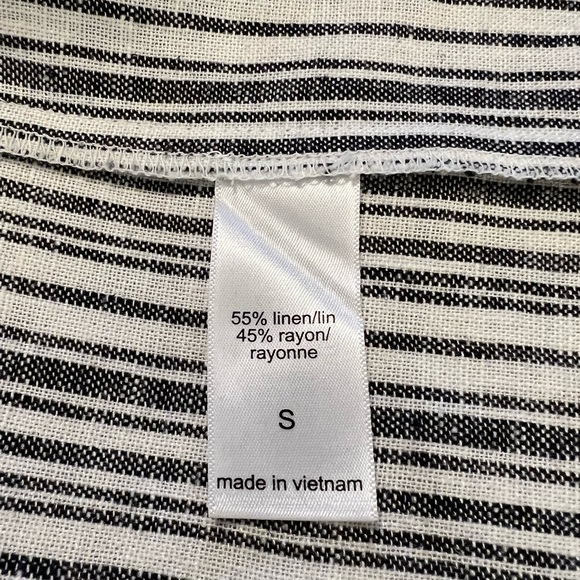 55% linen/lin
45% rayon/
rayonne
S
made in vietnam